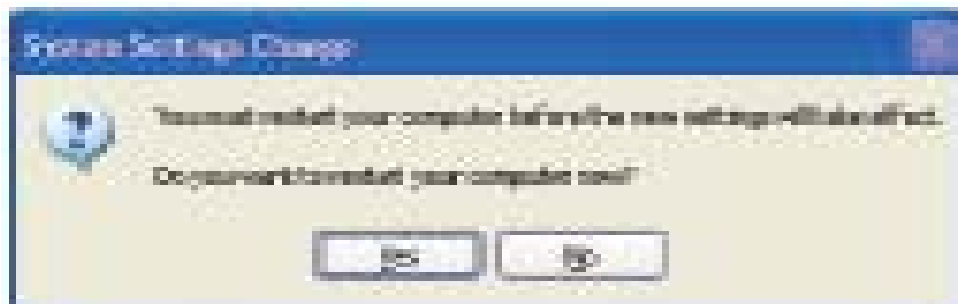 System Settings Change
You must restart your computer before the new settings will take effect.
Do you want to restart your computer now?
Yes
No